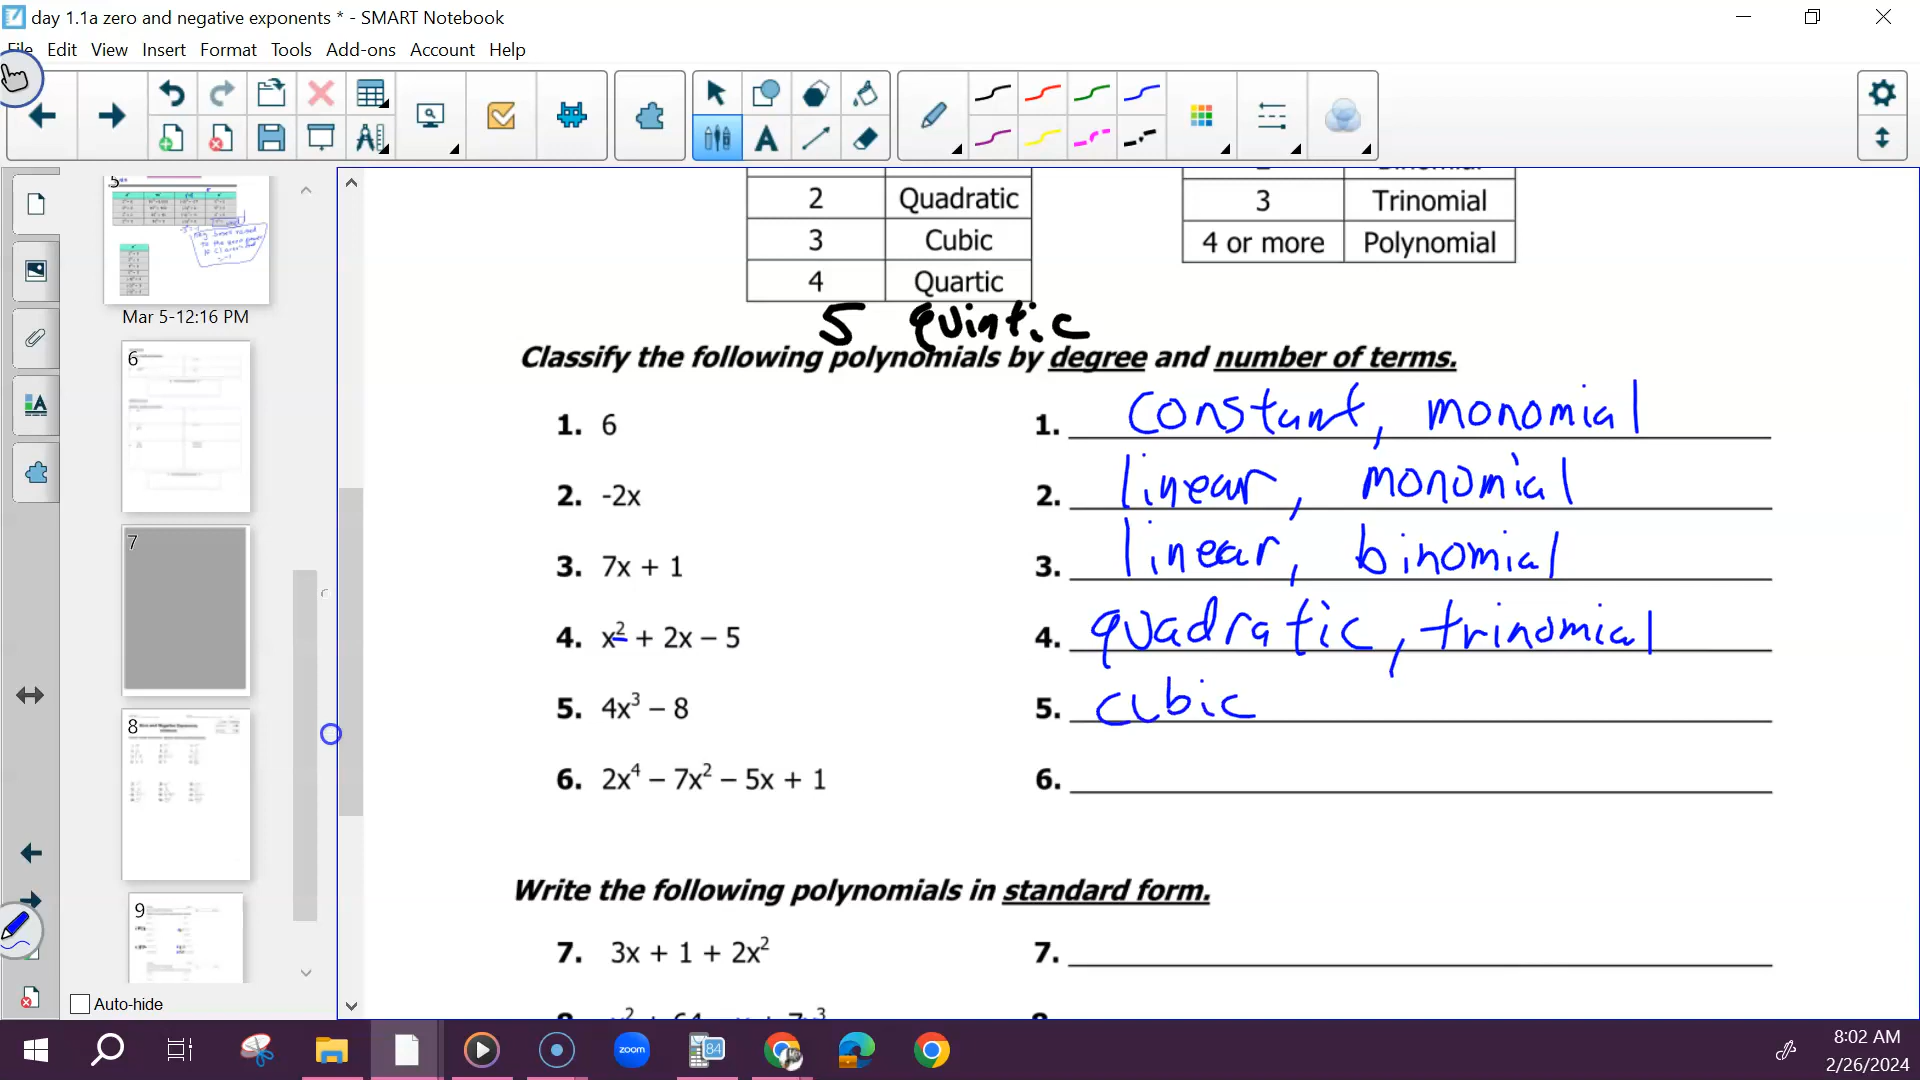 day 1.1a zero and negative exponents * - SMART Notebook
File Edit View Insert Format Tools Add-ons Account Help
2 Quadratic
3 Cubic
4 Quartic
5 quintic
3 Trinomial
4 or more Polynomial
Mar 5-12:16 PM
6
7
8
9
Classify the following polynomials by degree and number of terms.
1. 6 1. constant, monomial
2. -2x 2. linear, monomial
3. 7x + 1 3. linear, binomial
4. x² + 2x – 5 4. quadratic, trinomial
5. 4x³ – 8 5. cubic
6. 2x⁴ – 7x² – 5x + 1 6.
Write the following polynomials in standard form.
7. 3x + 1 + 2x² 7.
Auto-hide
zoom
84
8:02 AM
2/26/2024